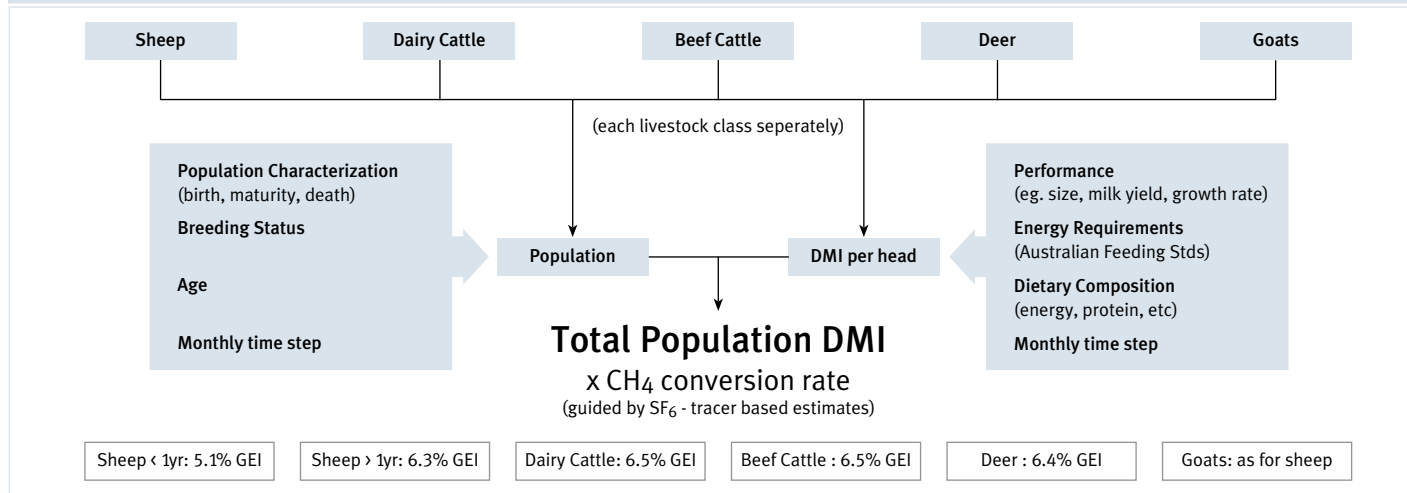 Sheep
Dairy Cattle
Beef Cattle
Deer
Goats
(each livestock class seperately)
Population Characterization
(birth, maturity, death)
Breeding Status
Age
Monthly time step
Population
DMI per head
Performance
(eg. size, milk yield, growth rate)
Energy Requirements
(Australian Feeding Stds)
Dietary Composition
(energy, protein, etc)
Monthly time step
Total Population DMI
x CH₄ conversion rate
(guided by SF₆ - tracer based estimates)
Sheep < 1yr: 5.1% GEI
Sheep > 1yr: 6.3% GEI
Dairy Cattle: 6.5% GEI
Beef Cattle : 6.5% GEI
Deer : 6.4% GEI
Goats: as for sheep